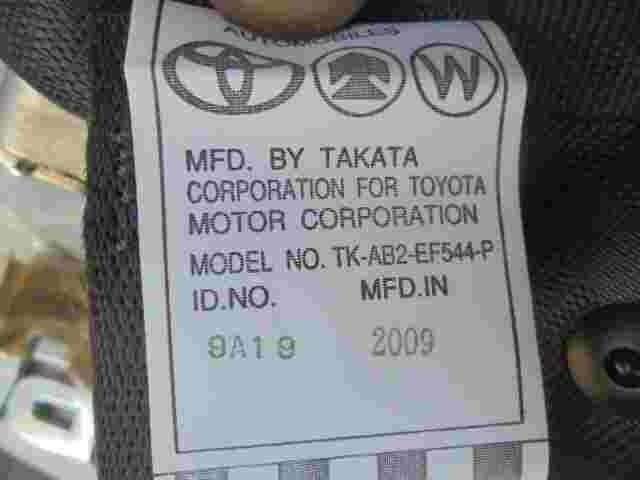 AUTOMOBILES
W
MFD. BY TAKATA
CORPORATION FOR TOYOTA
MOTOR CORPORATION
MODEL NO. TK-AB2-EF544-P
ID.NO. MFD.IN
9A19 2009